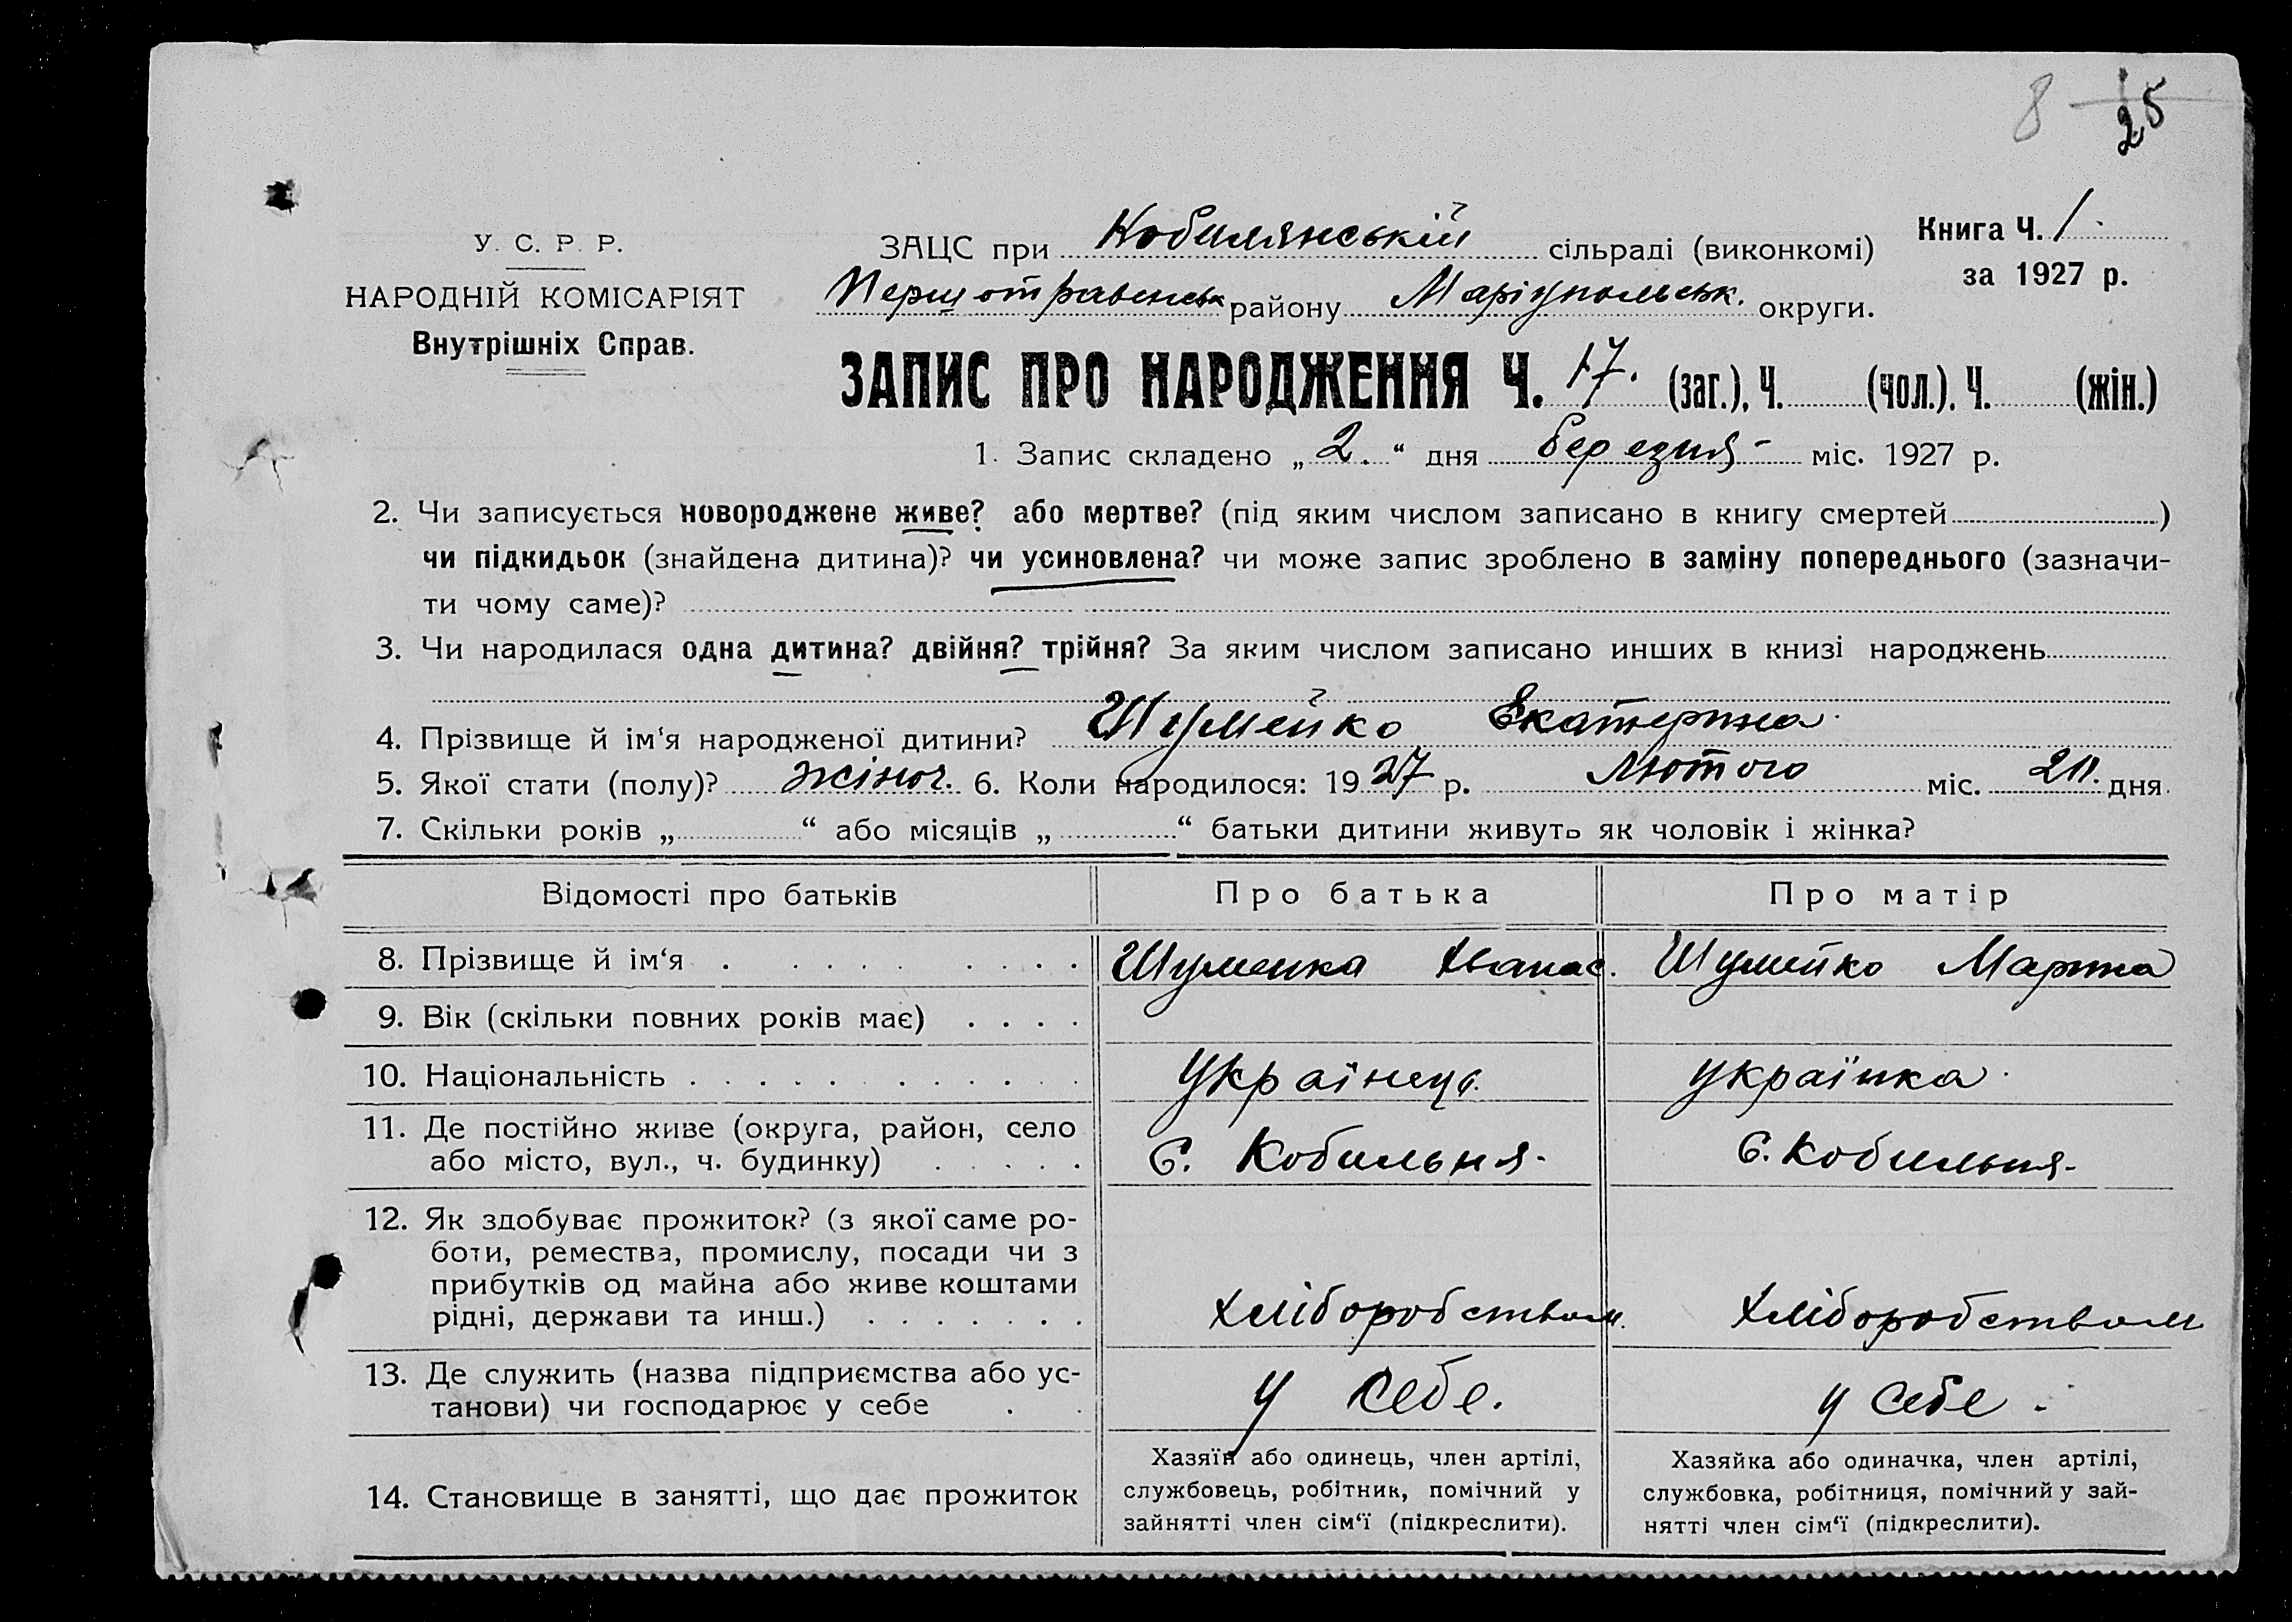 8
25
У. С. Р. Р.
НАРОДНІЙ КОМІСАРІЯТ
Внутрішніх Справ.
ЗАЦС при Кобилянській сільраді (виконкомі)
Першотравенськ. району Маріупольськ. округи.
Книга Ч. 1.
за 1927 р.
ЗАПИС ПРО НАРОДЖЕННЯ Ч. 17. (заг.), Ч. (чол.). Ч. (жін.)
1. Запис складено „2.“ дня березня міс. 1927 р.
2. Чи записується новороджене живе? або мертве? (під яким числом записано в книгу смертей )
чи підкидьок (знайдена дитина)? чи усиновлена? чи може запис зроблено в заміну попереднього (зазначи-
ти чому саме)?
3. Чи народилася одна дитина? двійня? трійня? За яким числом записано инших в книзі народжень
4. Прізвище й ім‘я народженої дитини? Шумейко Екатерина
5. Якої стати (полу)? жіноч. 6. Коли народилося: 1927 р. Лютого міс. дня.
7. Скільки років „ “ або місяців „ “ батьки дитини живуть як чоловік і жінка?
Відомості про батьків Про батька Про матір
8. Прізвище й ім‘я Шумейка Хванас. Шумейко Марина
9. Вік (скільки повних років має)
10. Національність Українець. українка.
11. Де постійно живе (округа, район, село
або місто, вул., ч. будинку) С. Кобильня. С. Кобильня.
12. Як здобуває прожиток? (з якої саме ро-
боти, ремества, промислу, посади чи з
прибутків од майна або живе коштами
рідні, держави та инш.) Хліборобством. Хліборобством
13. Де служить (назва підприємства або ус-
танови) чи господарює у себе у себе. у себе.
14. Становище в занятті, що дає прожиток
Хазяїн або одинець, член артілі,
службовець, робітник, помічний у
зайнятті член сім‘ї (підкреслити).
Хазяйка або одиначка, член артілі,
службовка, робітниця, помічний у зай-
нятті член сім‘ї (підкреслити).